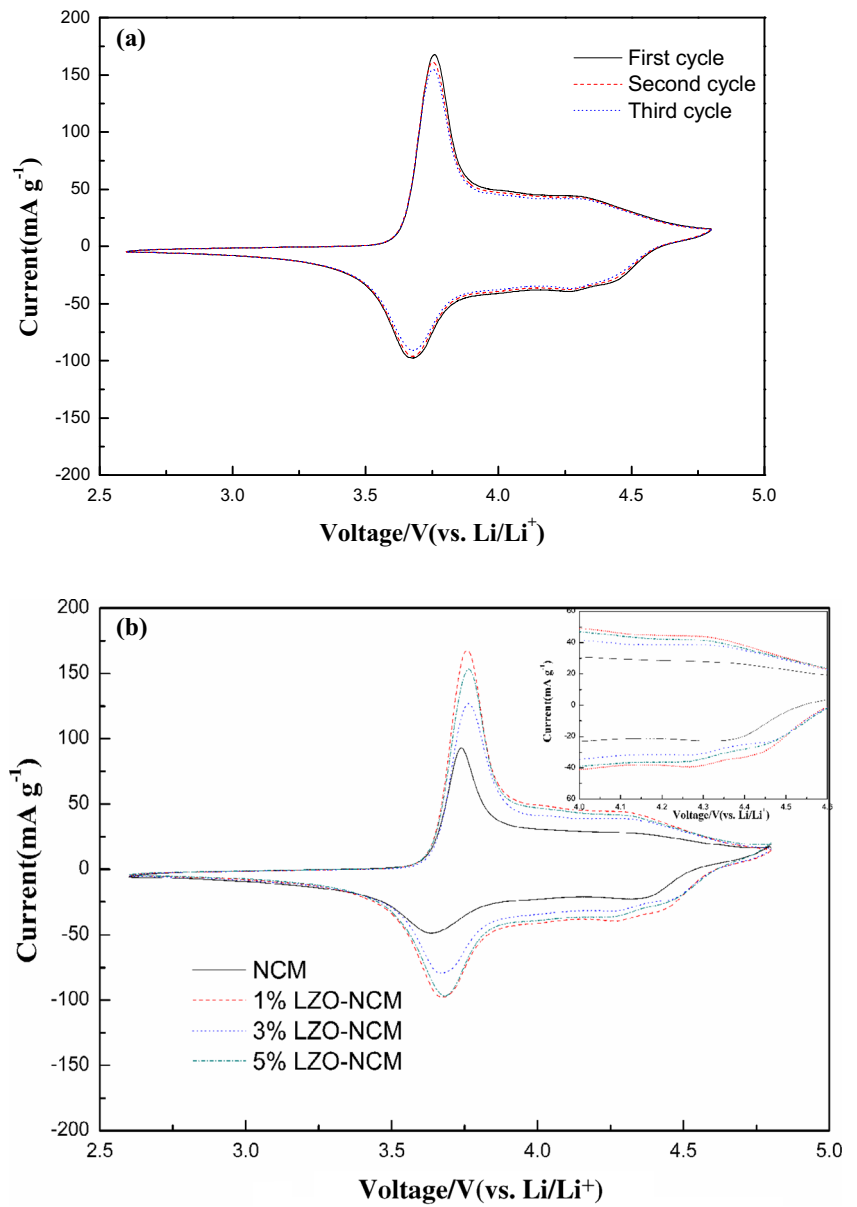 (a)
First cycle
Second cycle
Third cycle
200
150
100
50
0
-50
-100
-150
-200
2.5 3.0 3.5 4.0 4.5 5.0
Current(mA g⁻¹)
Voltage/V(vs. Li/Li⁺)
(b)
200
150
100
50
0
-50
-100
-150
-200
2.5 3.0 3.5 4.0 4.5 5.0
Current(mA g⁻¹)
Voltage/V(vs. Li/Li⁺)
NCM
1% LZO-NCM
3% LZO-NCM
5% LZO-NCM
60
40
20
0
-20
-40
60
4.0 4.1 4.2 4.3 4.4 4.5 4.6
Current(mA g⁻¹)
Voltage/V(vs. Li/Li⁺)